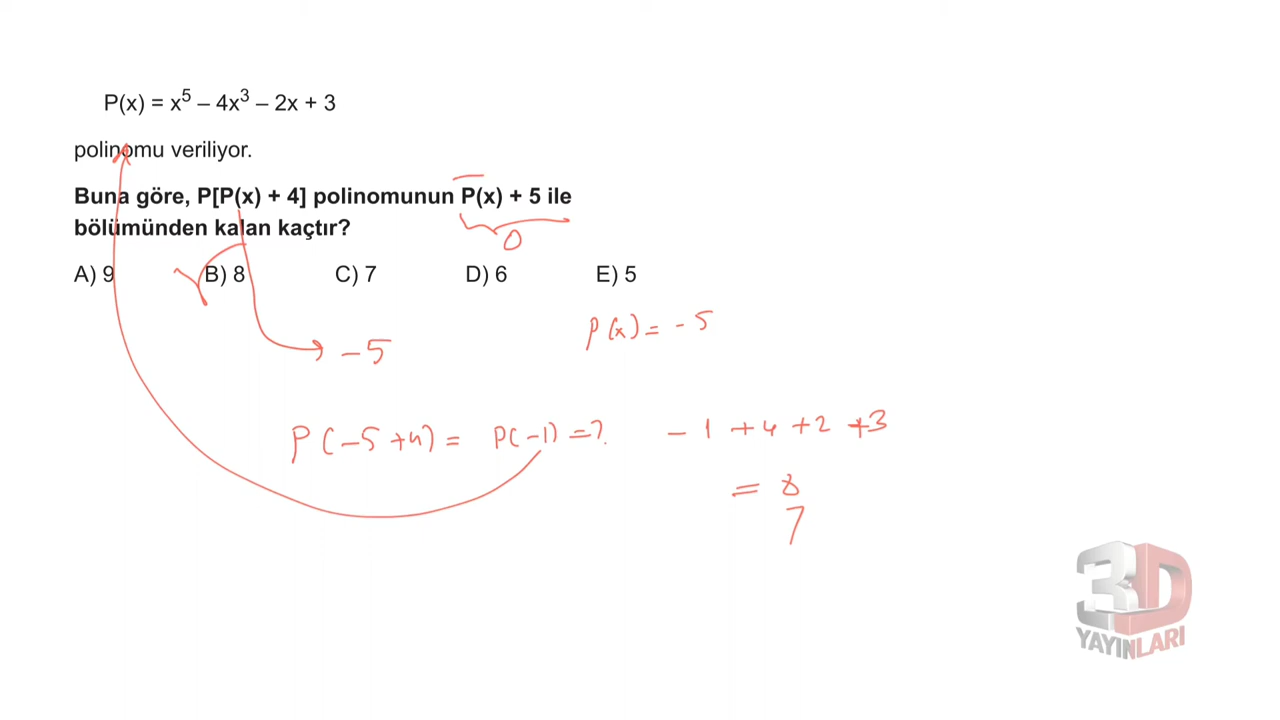 P(x) = x⁵ – 4x³ – 2x + 3
polinomu veriliyor.
Buna göre, P[P(x) + 4] polinomunun P(x) + 5 ile
bölümünden kalan kaçtır?
0
A) 9 B) 8 C) 7 D) 6 E) 5
P(x) = -5
-5
P(-5+4) = P(-1) = ? -1 +4 +2 +3
= 8
7
3D
YAYINLARI